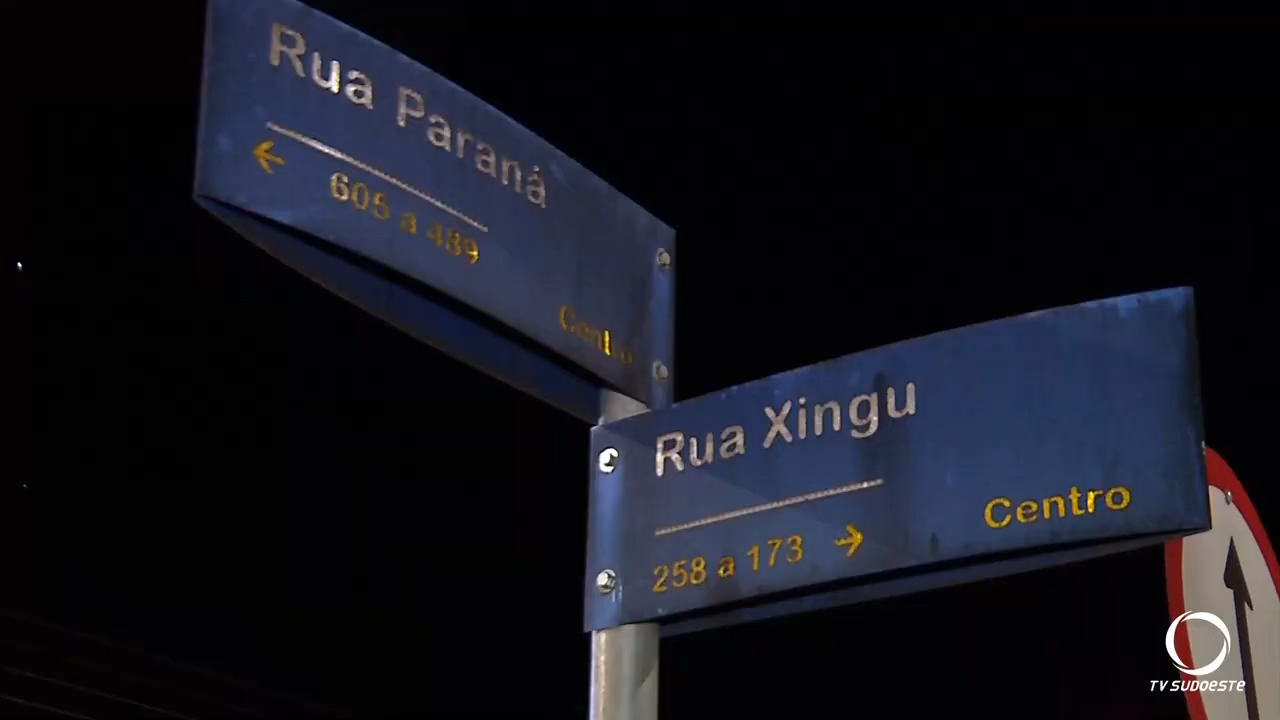 Rua Paraná
← 605 a 489
Centro
Rua Xingu
258 a 173 →
Centro
TV SUDOESTE